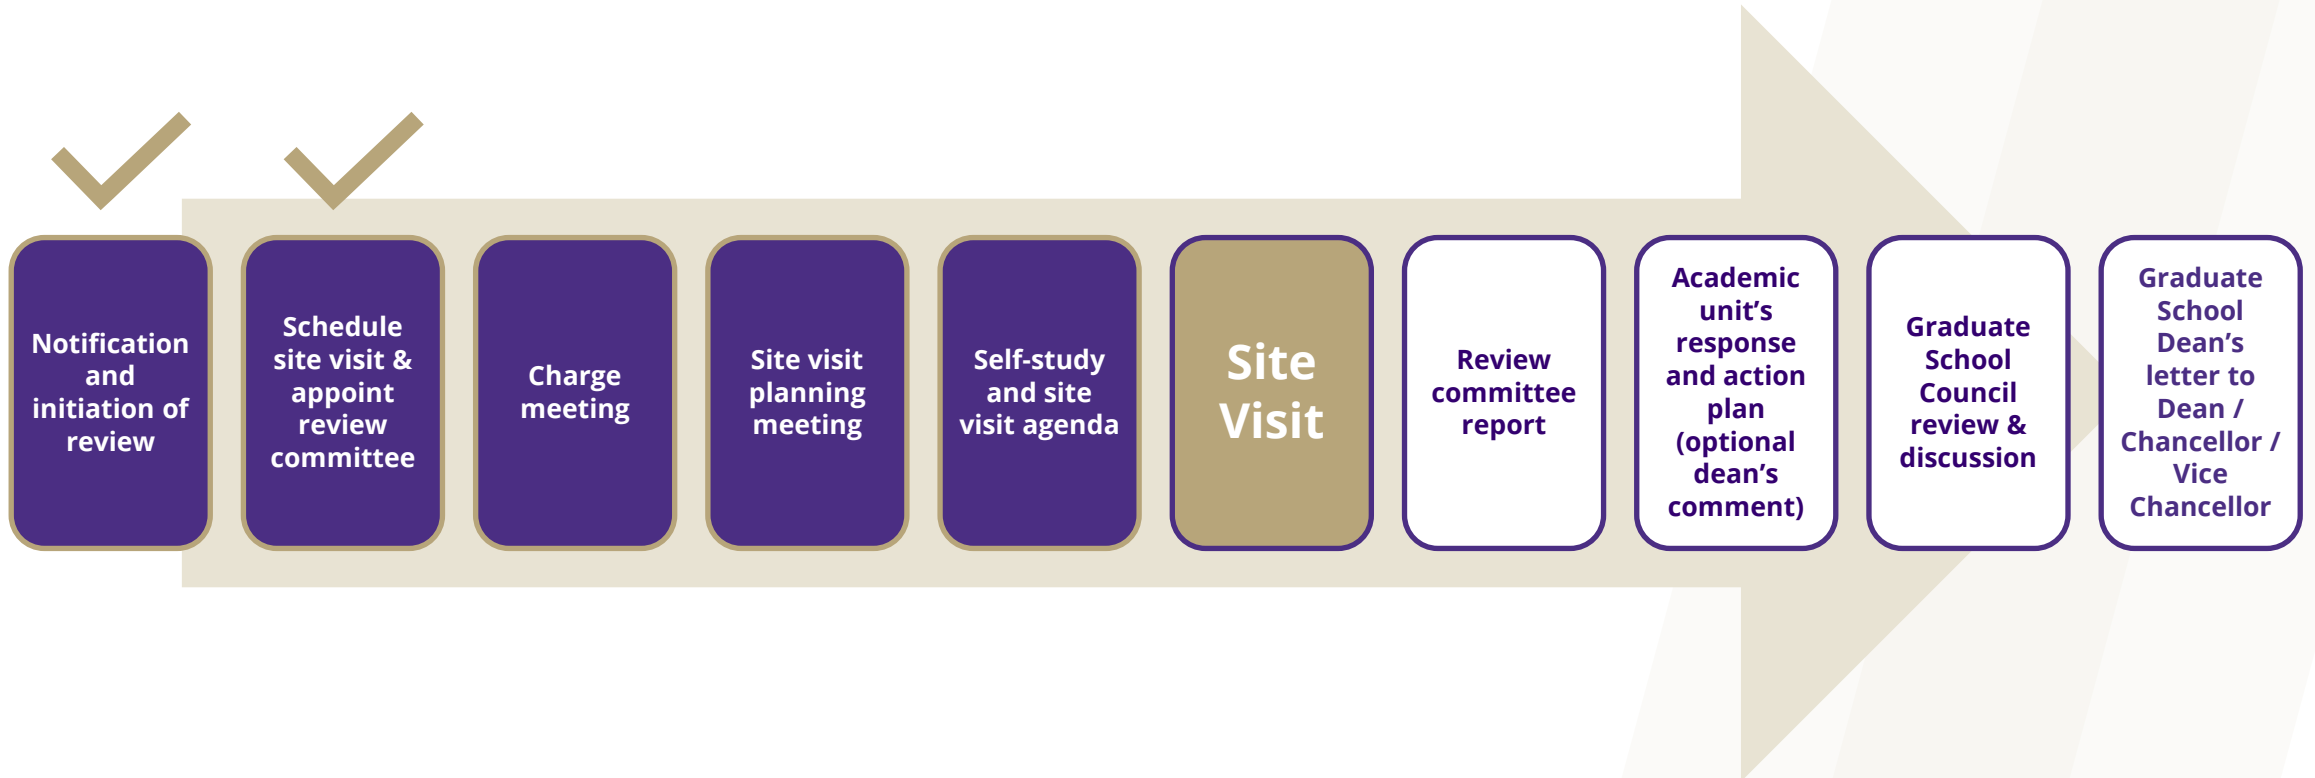 Notification
and
initiation of
review
Schedule
site visit &
appoint
review
committee
Charge
meeting
Site visit
planning
meeting
Self-study
and site
visit agenda
Site
Visit
Review
committee
report
Academic
unit’s
response
and action
plan
(optional
dean’s
comment)
Graduate
School
Council
review &
discussion
Graduate
School
Dean’s
letter to
Dean /
Chancellor /
Vice
Chancellor